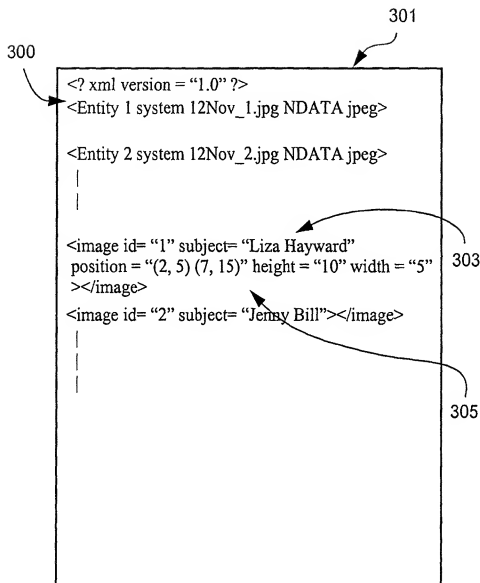 301
300
<? xml version = “1.0” ?>
<Entity 1 system 12Nov_1.jpg NDATA jpeg>
<Entity 2 system 12Nov_2.jpg NDATA jpeg>
<image id= “1” subject= “Liza Hayward”
303
position = “(2, 5) (7, 15)” height = “10” width = “5”
></image>
<image id= “2” subject= “Jenny Bill”></image>
305